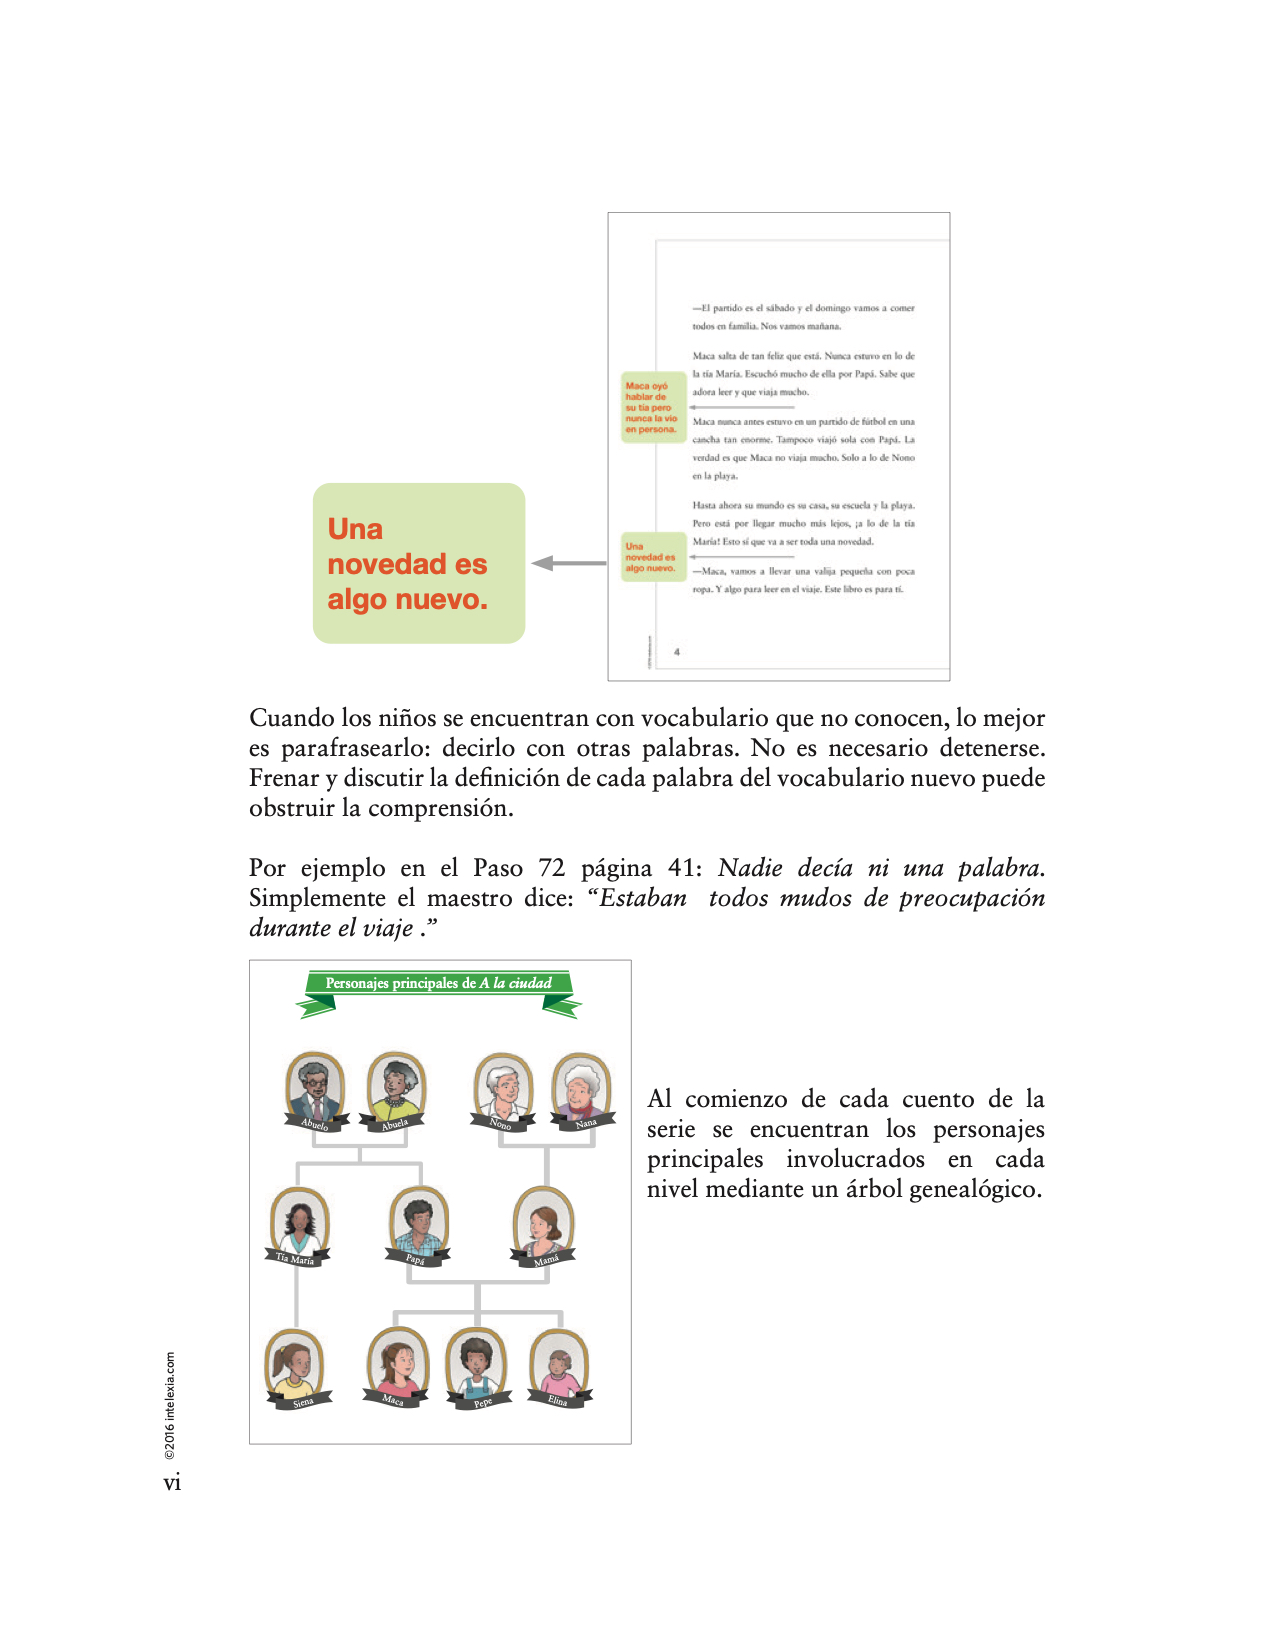 —El partido es el sábado y el domingo vamos a comer
todos en familia. Nos vamos mañana.
Maca salta de tan feliz que está. Nunca estuvo en lo de
la tía María. Escuchó mucho de ella por Papá. Sabe que
adora leer y que viaja mucho.
Maca oyó
hablar de
su tía pero
nunca la vio
en persona.
Maca nunca antes estuvo en un partido de fútbol en una
cancha tan enorme. Tampoco viajó sola con Papá. La
verdad es que Maca no viaja mucho. Solo a lo de Nono
en la playa.
Hasta ahora su mundo es su casa, su escuela y la playa.
Pero está por llegar mucho más lejos, ¡a lo de la tía
María! Esto sí que va a ser toda una novedad.
Una
novedad es
algo nuevo.
—Maca, vamos a llevar una valija pequeña con poca
ropa. Y algo para leer en el viaje. Este libro es para ti.
4
Una
novedad es
algo nuevo.
Cuando los niños se encuentran con vocabulario que no conocen, lo mejor
es parafrasearlo: decirlo con otras palabras. No es necesario detenerse.
Frenar y discutir la definición de cada palabra del vocabulario nuevo puede
obstruir la comprensión.
Por ejemplo en el Paso 72 página 41: Nadie decía ni una palabra.
Simplemente el maestro dice: “Estaban todos mudos de preocupación
durante el viaje .”
Personajes principales de A la ciudad
Abuelo
Abuela
Nono
Nana
Tía María
Papá
Mamá
Siena
Maca
Pepe
Elina
Al comienzo de cada cuento de la
serie se encuentran los personajes
principales involucrados en cada
nivel mediante un árbol genealógico.
©2016 intelexia.com
vi